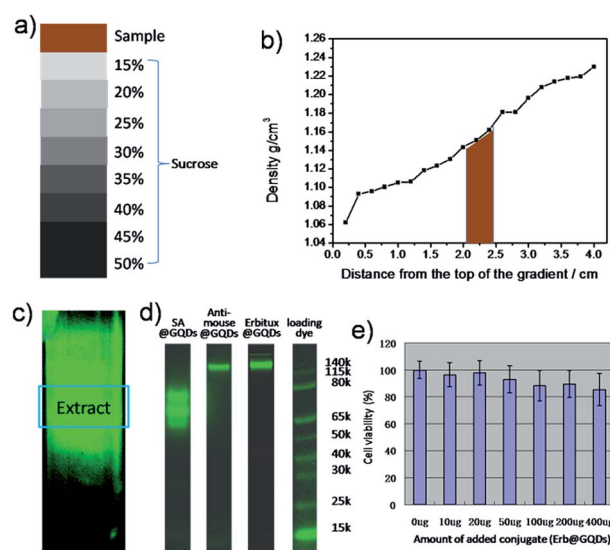 a)
Sample
15%
20%
25%
30%
35%
40%
45%
50%
Sucrose
b)
Density g/cm³
1.26
1.24
1.22
1.20
1.18
1.16
1.14
1.12
1.10
1.08
1.06
1.04
0.0 0.5 1.0 1.5 2.0 2.5 3.0 3.5 4.0
Distance from the top of the gradient / cm
c)
Extract
d)
SA @GQDs
Anti-mouse @GQDs
Erbitux @GQDs
loading dye
140k
115k
80k
65k
50k
40k
30k
25k
15k
e)
Cell viability (%)
120
100
80
60
40
20
0
0ug 10ug 20ug 50ug 100ug 200ug 400ug
Amount of added conjugate (Erb@GQDs)